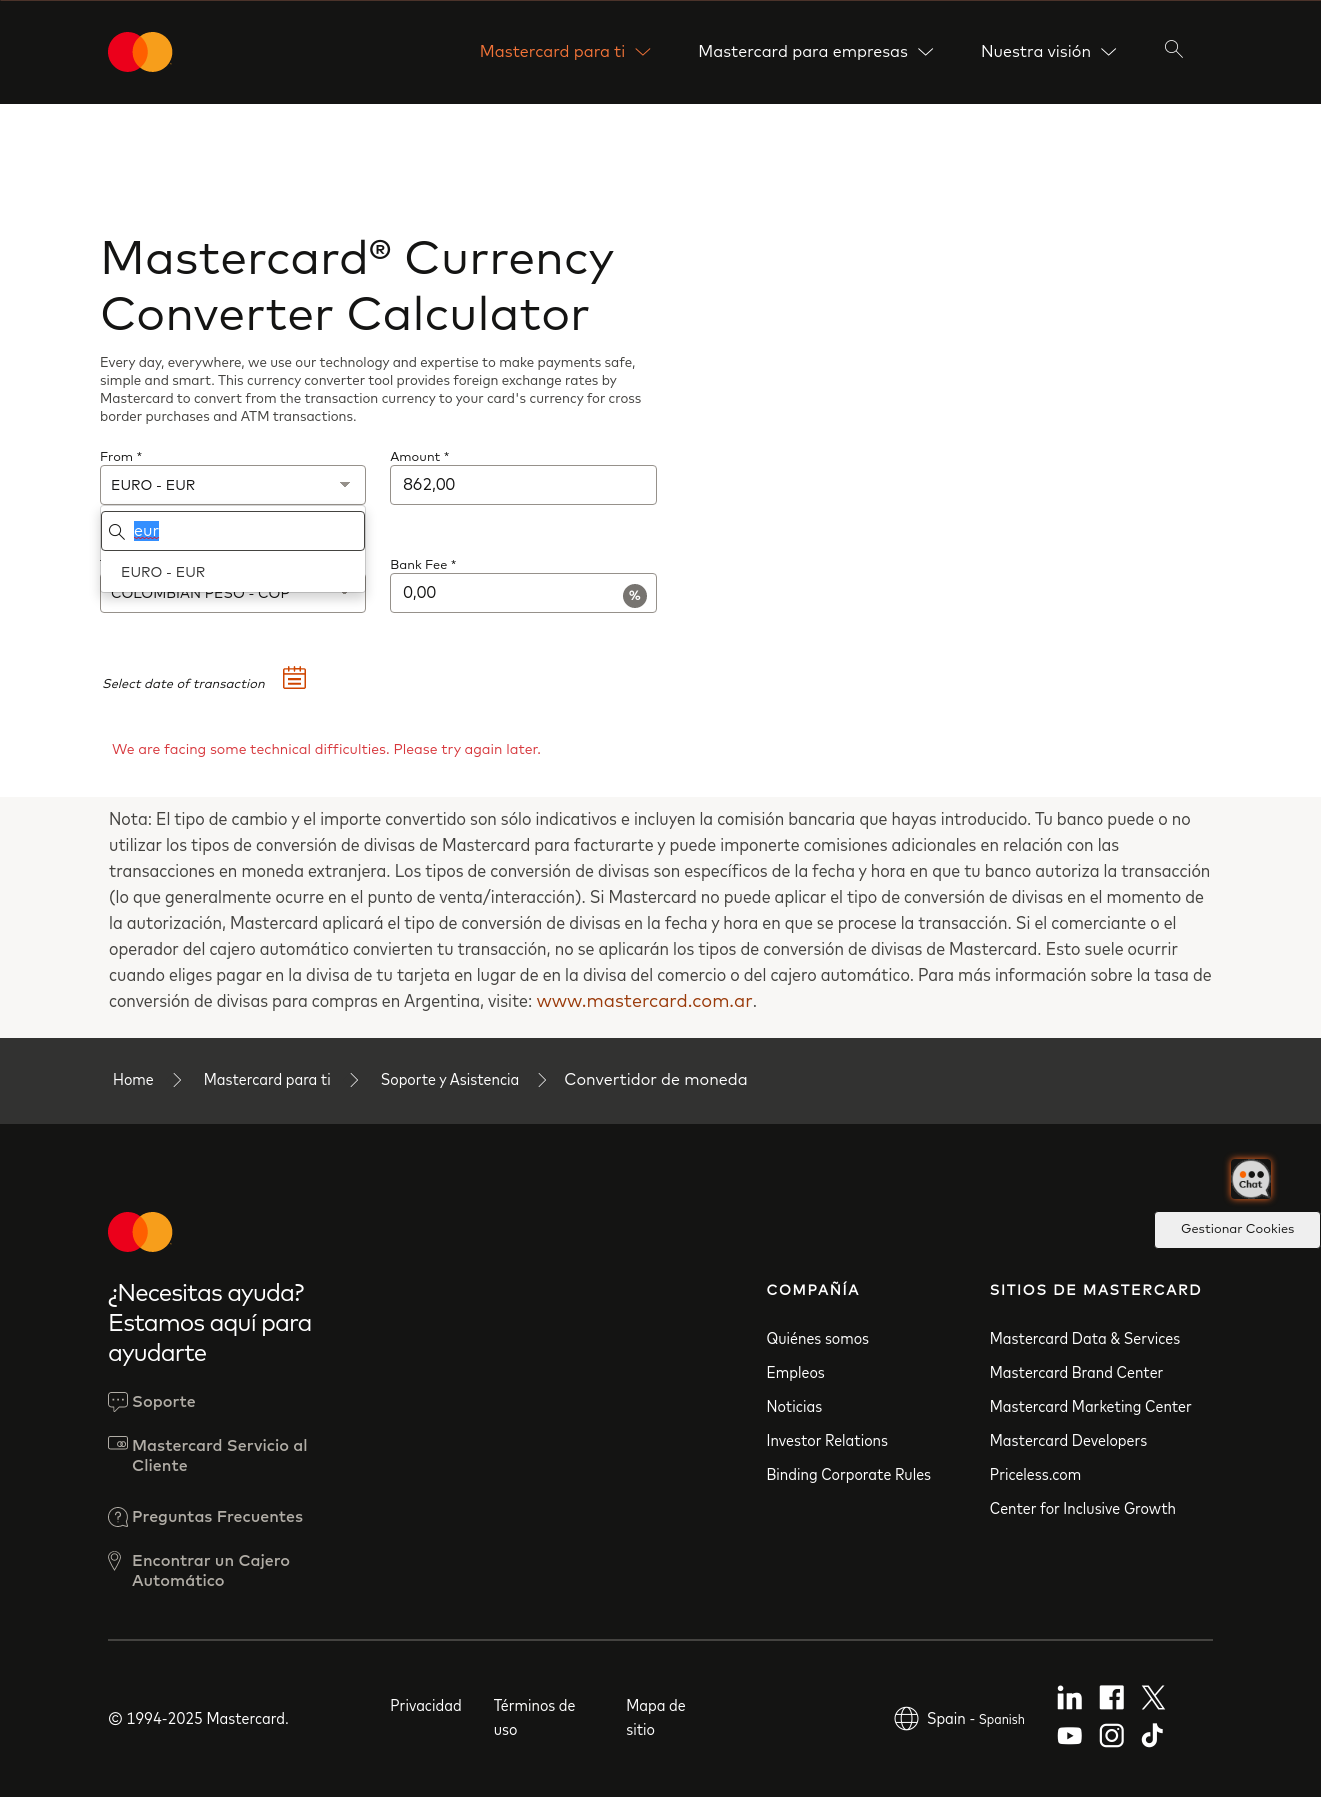 Mastercard para ti
Mastercard para empresas
Nuestra visión
Mastercard® Currency
Converter Calculator
Every day, everywhere, we use our technology and expertise to make payments safe,
simple and smart. This currency converter tool provides foreign exchange rates by
Mastercard to convert from the transaction currency to your card's currency for cross
border purchases and ATM transactions.
From *
Amount *
EURO - EUR
862,00
eur
EURO - EUR
Bank Fee *
COLOMBIAN PESO - COP
0,00
%
Select date of transaction
We are facing some technical difficulties. Please try again later.
Nota: El tipo de cambio y el importe convertido son sólo indicativos e incluyen la comisión bancaria que hayas introducido. Tu banco puede o no
utilizar los tipos de conversión de divisas de Mastercard para facturarte y puede imponerte comisiones adicionales en relación con las
transacciones en moneda extranjera. Los tipos de conversión de divisas son específicos de la fecha y hora en que tu banco autoriza la transacción
(lo que generalmente ocurre en el punto de venta/interacción). Si Mastercard no puede aplicar el tipo de conversión de divisas en el momento de
la autorización, Mastercard aplicará el tipo de conversión de divisas en la fecha y hora en que se procese la transacción. Si el comerciante o el
operador del cajero automático convierten tu transacción, no se aplicarán los tipos de conversión de divisas de Mastercard. Esto suele ocurrir
cuando eliges pagar en la divisa de tu tarjeta en lugar de en la divisa del comercio o del cajero automático. Para más información sobre la tasa de
conversión de divisas para compras en Argentina, visite: www.mastercard.com.ar.
Home
Mastercard para ti
Soporte y Asistencia
Convertidor de moneda
Chat
Gestionar Cookies
¿Necesitas ayuda?
Estamos aquí para
ayudarte
Soporte
Mastercard Servicio al
Cliente
Preguntas Frecuentes
Encontrar un Cajero
Automático
COMPAÑÍA
Quiénes somos
Empleos
Noticias
Investor Relations
Binding Corporate Rules
SITIOS DE MASTERCARD
Mastercard Data & Services
Mastercard Brand Center
Mastercard Marketing Center
Mastercard Developers
Priceless.com
Center for Inclusive Growth
© 1994-2025 Mastercard.
Privacidad
Términos de
uso
Mapa de
sitio
Spain - Spanish